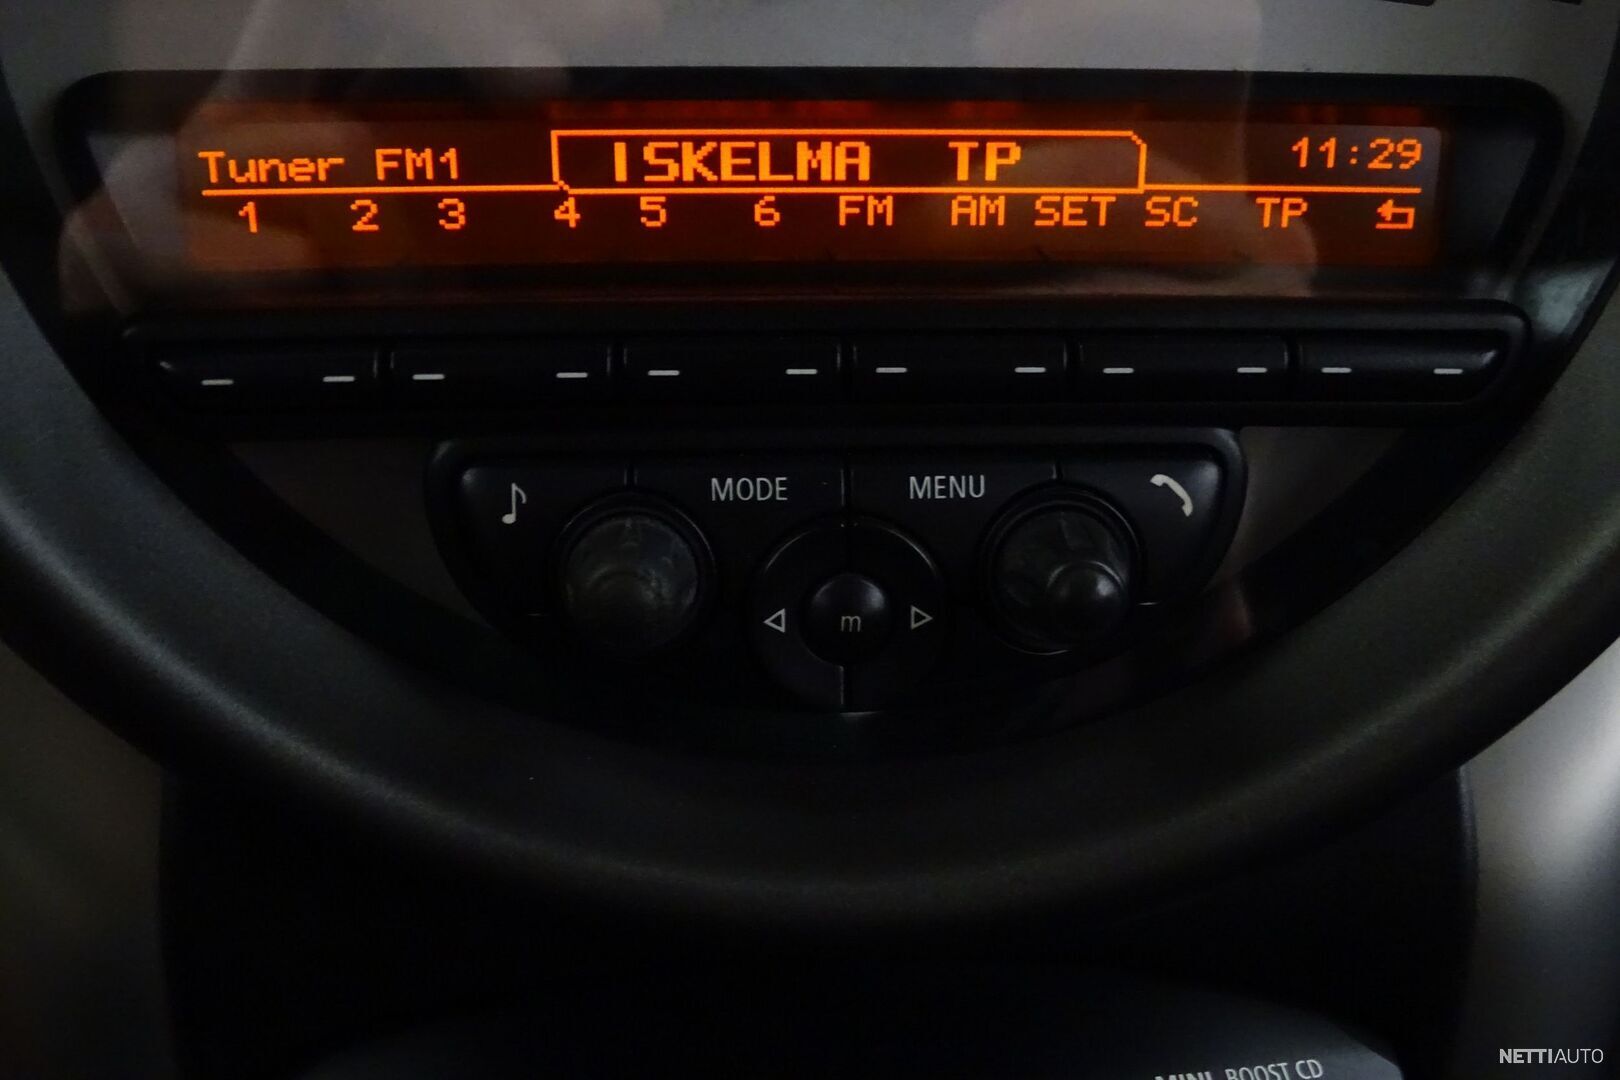 Tuner FM1 ISKELMA TP 11:29
1 2 3 4 5 6 FM AM SET SC TP
MODE MENU
m
MINI BOOST CD
NETTIAUTO